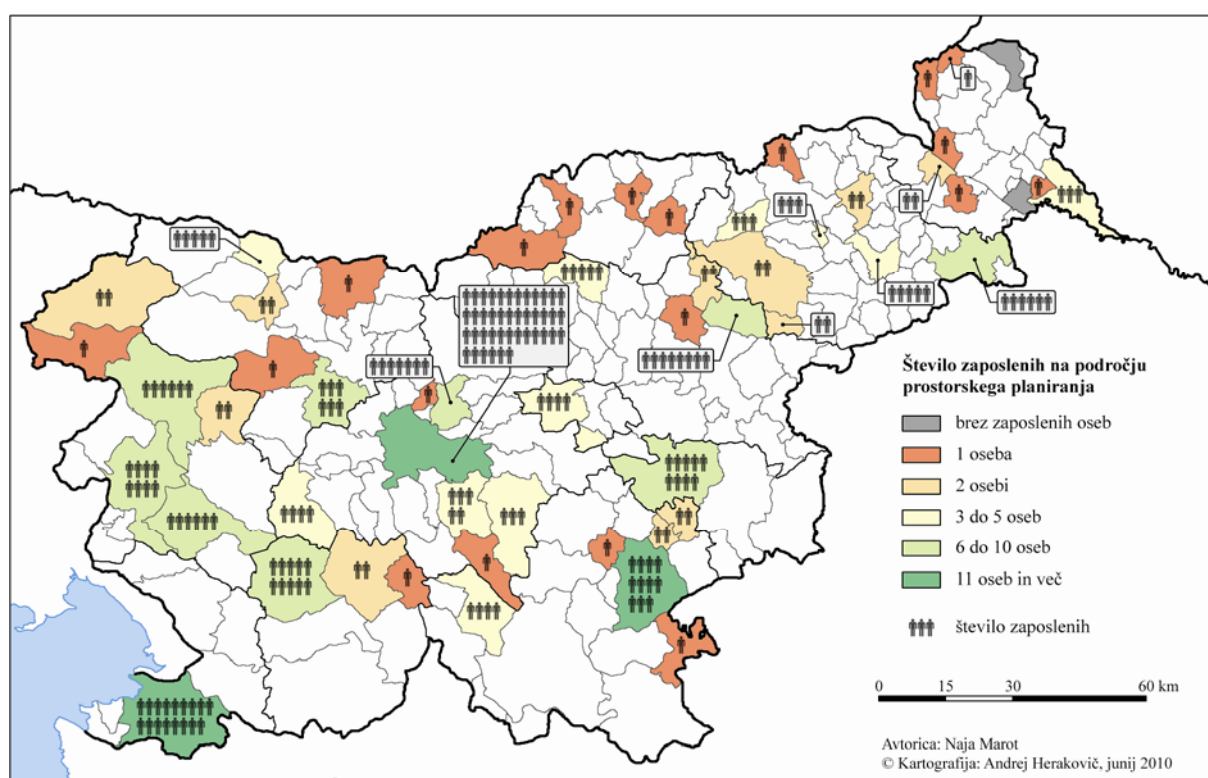 Število zaposlenih na področju
prostorskega planiranja
brez zaposlenih oseb
1 oseba
2 osebi
3 do 5 oseb
6 do 10 oseb
11 oseb in več
število zaposlenih
0 15 30 60 km
Avtorica: Naja Marot
© Kartografija: Andrej Herakovič, junij 2010